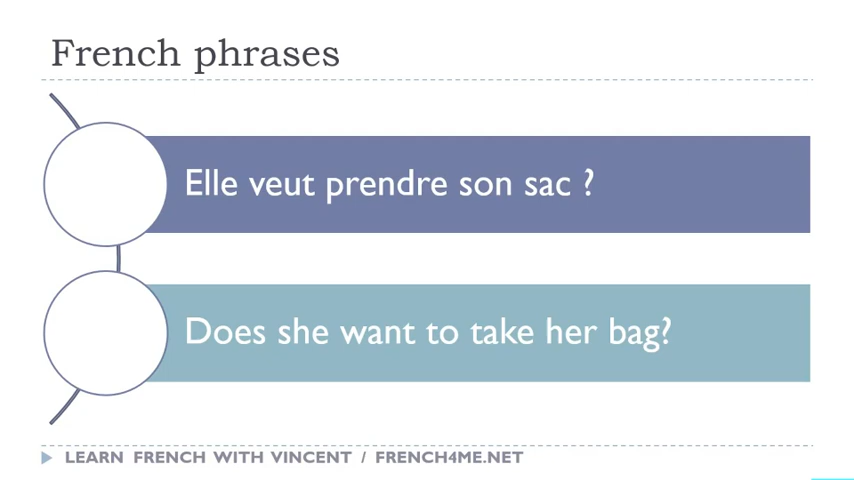 French phrases
Elle veut prendre son sac ?
Does she want to take her bag?
LEARN FRENCH WITH VINCENT / FRENCH4ME.NET